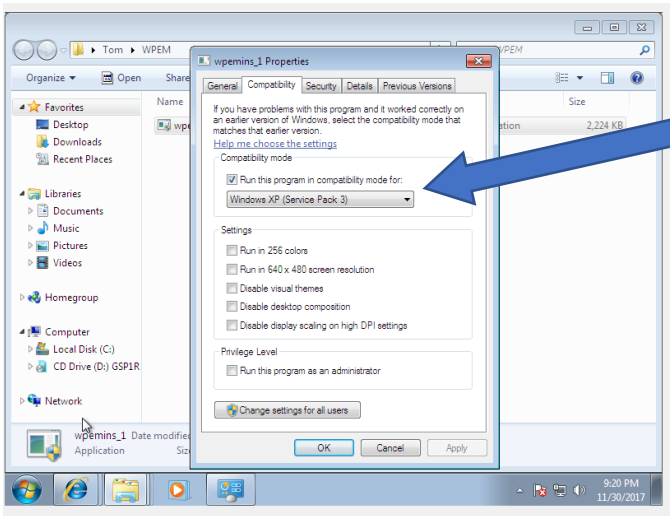 Tom ▸ WPEM
WPEM
Organize Open Share
Name Size
Favorites
Desktop
Downloads
Recent Places
Libraries
Documents
Music
Pictures
Videos
Homegroup
Computer
Local Disk (C:)
CD Drive (D:) GSP1R
Network
wpe
ation 2,224 KB
wpemins_1 Properties
General Compatibility Security Details Previous Versions
If you have problems with this program and it worked correctly on
an earlier version of Windows, select the compatibility mode that
matches that earlier version.
Help me choose the settings
Compatibility mode
Run this program in compatibility mode for:
Windows XP (Service Pack 3)
Settings
Run in 256 colors
Run in 640 x 480 screen resolution
Disable visual themes
Disable desktop composition
Disable display scaling on high DPI settings
Privilege Level
Run this program as an administrator
Change settings for all users
OK Cancel Apply
wpemins_1 Date modified
Application Siz
9:20 PM
11/30/2017